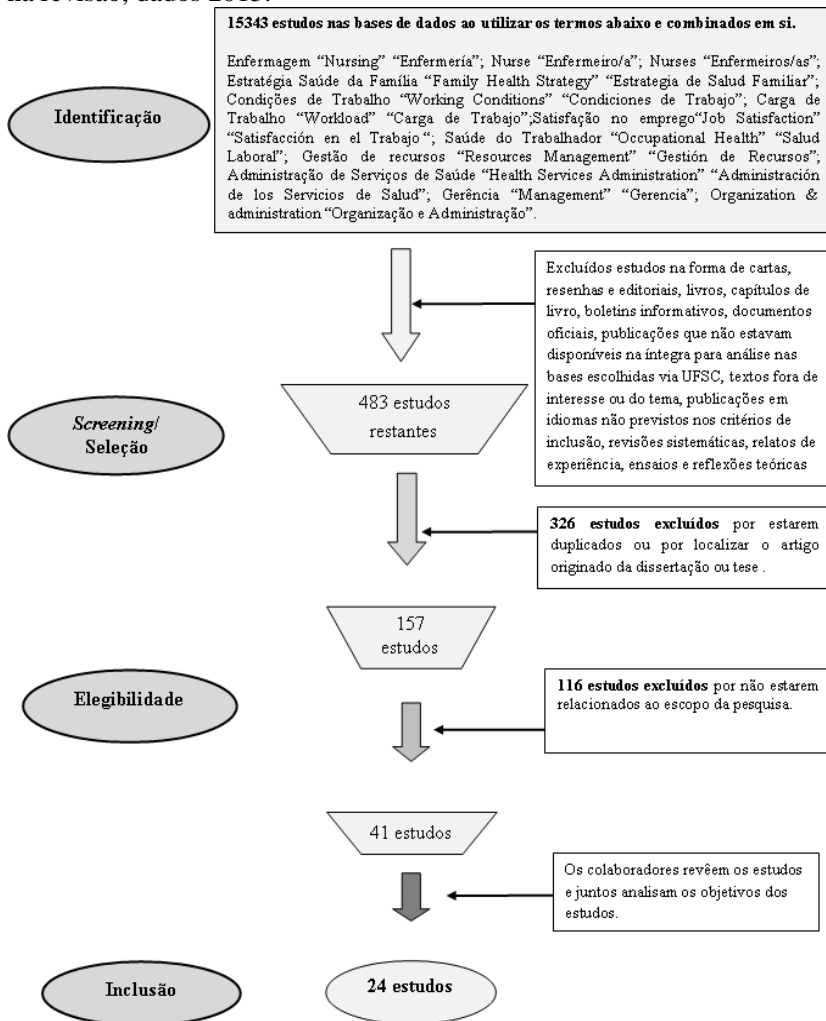 na revisão, dados 2015.
15343 estudos nas bases de dados ao utilizar os termos abaixo e combinados em si.
Enfermagem “Nursing” “Enfermería”; Nurse “Enfermeiro/a”; Nurses “Enfermeiros/as”;
Estratégia Saúde da Família “Family Health Strategy” “Estrategia de Salud Familiar”;
Condições de Trabalho “Working Conditions” “Condiciones de Trabajo”; Carga de
Trabalho “Workload” “Carga de Trabajo”;Satisfação no emprego“Job Satisfaction”
“Satisfacción en el Trabajo “; Saúde do Trabalhador “Occupational Health” “Salud
Laboral”; Gestão de recursos “Resources Management” “Gestión de Recursos”;
Administração de Serviços de Saúde “Health Services Administration” “Administración
de los Servicios de Salud”; Gerência “Management” “Gerencia”; Organization &
administration “Organização e Administração”.
Identificação
Excluídos estudos na forma de cartas,
resenhas e editoriais, livros, capítulos de
livro, boletins informativos, documentos
oficiais, publicações que não estavam
disponíveis na íntegra para análise nas
bases escolhidas via UFSC, textos fora de
interesse ou do tema, publicações em
idiomas não previstos nos critérios de
inclusão, revisões sistemáticas, relatos de
experiência, ensaios e reflexões teóricas
Screening/
Seleção
483 estudos
restantes
326 estudos excluídos por estarem
duplicados ou por localizar o artigo
originado da dissertação ou tese .
157
estudos
Elegibilidade
116 estudos excluídos por não estarem
relacionados ao escopo da pesquisa.
41 estudos
Os colaboradores revêem os estudos
e juntos analisam os objetivos dos
estudos.
Inclusão
24 estudos